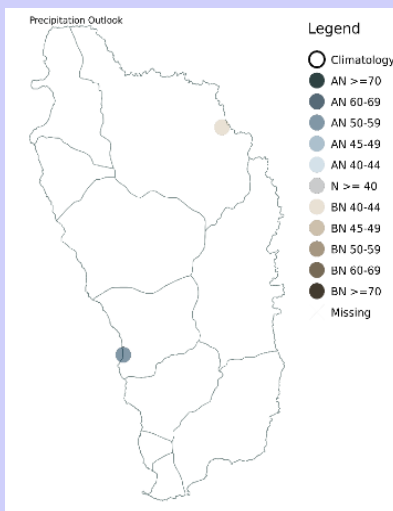 Precipitation Outlook
Legend
Climatology
AN >=70
AN 60-69
AN 50-59
AN 45-49
AN 40-44
N >= 40
BN 40-44
BN 45-49
BN 50-59
BN 60-69
BN >=70
Missing